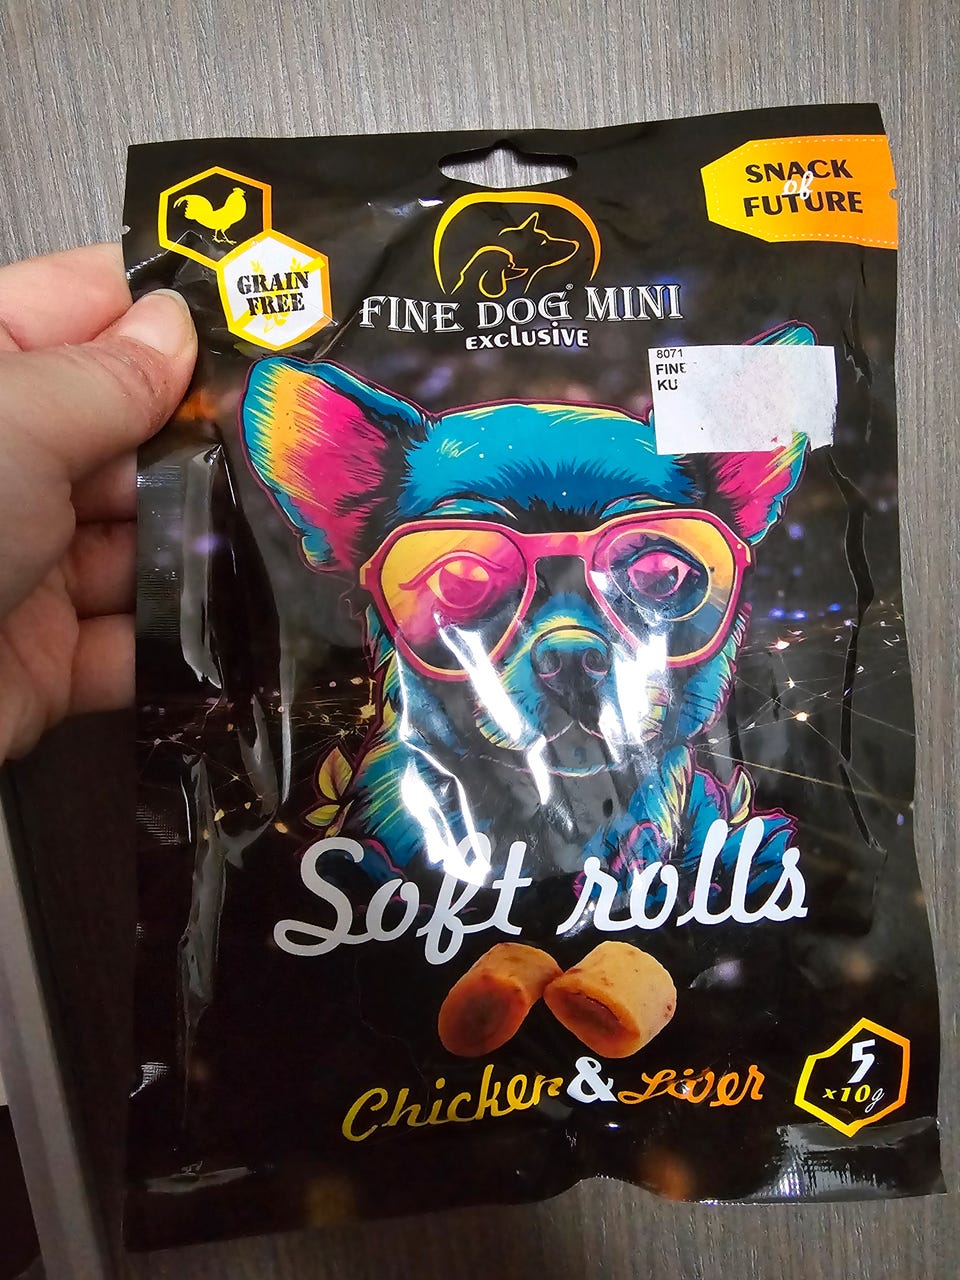 SNACK
of
FUTURE
GRAIN
FREE
FINE DOG® MINI
exclusive
8071
FINE
KU
Soft rolls
Chicken & Liver
5
x10g